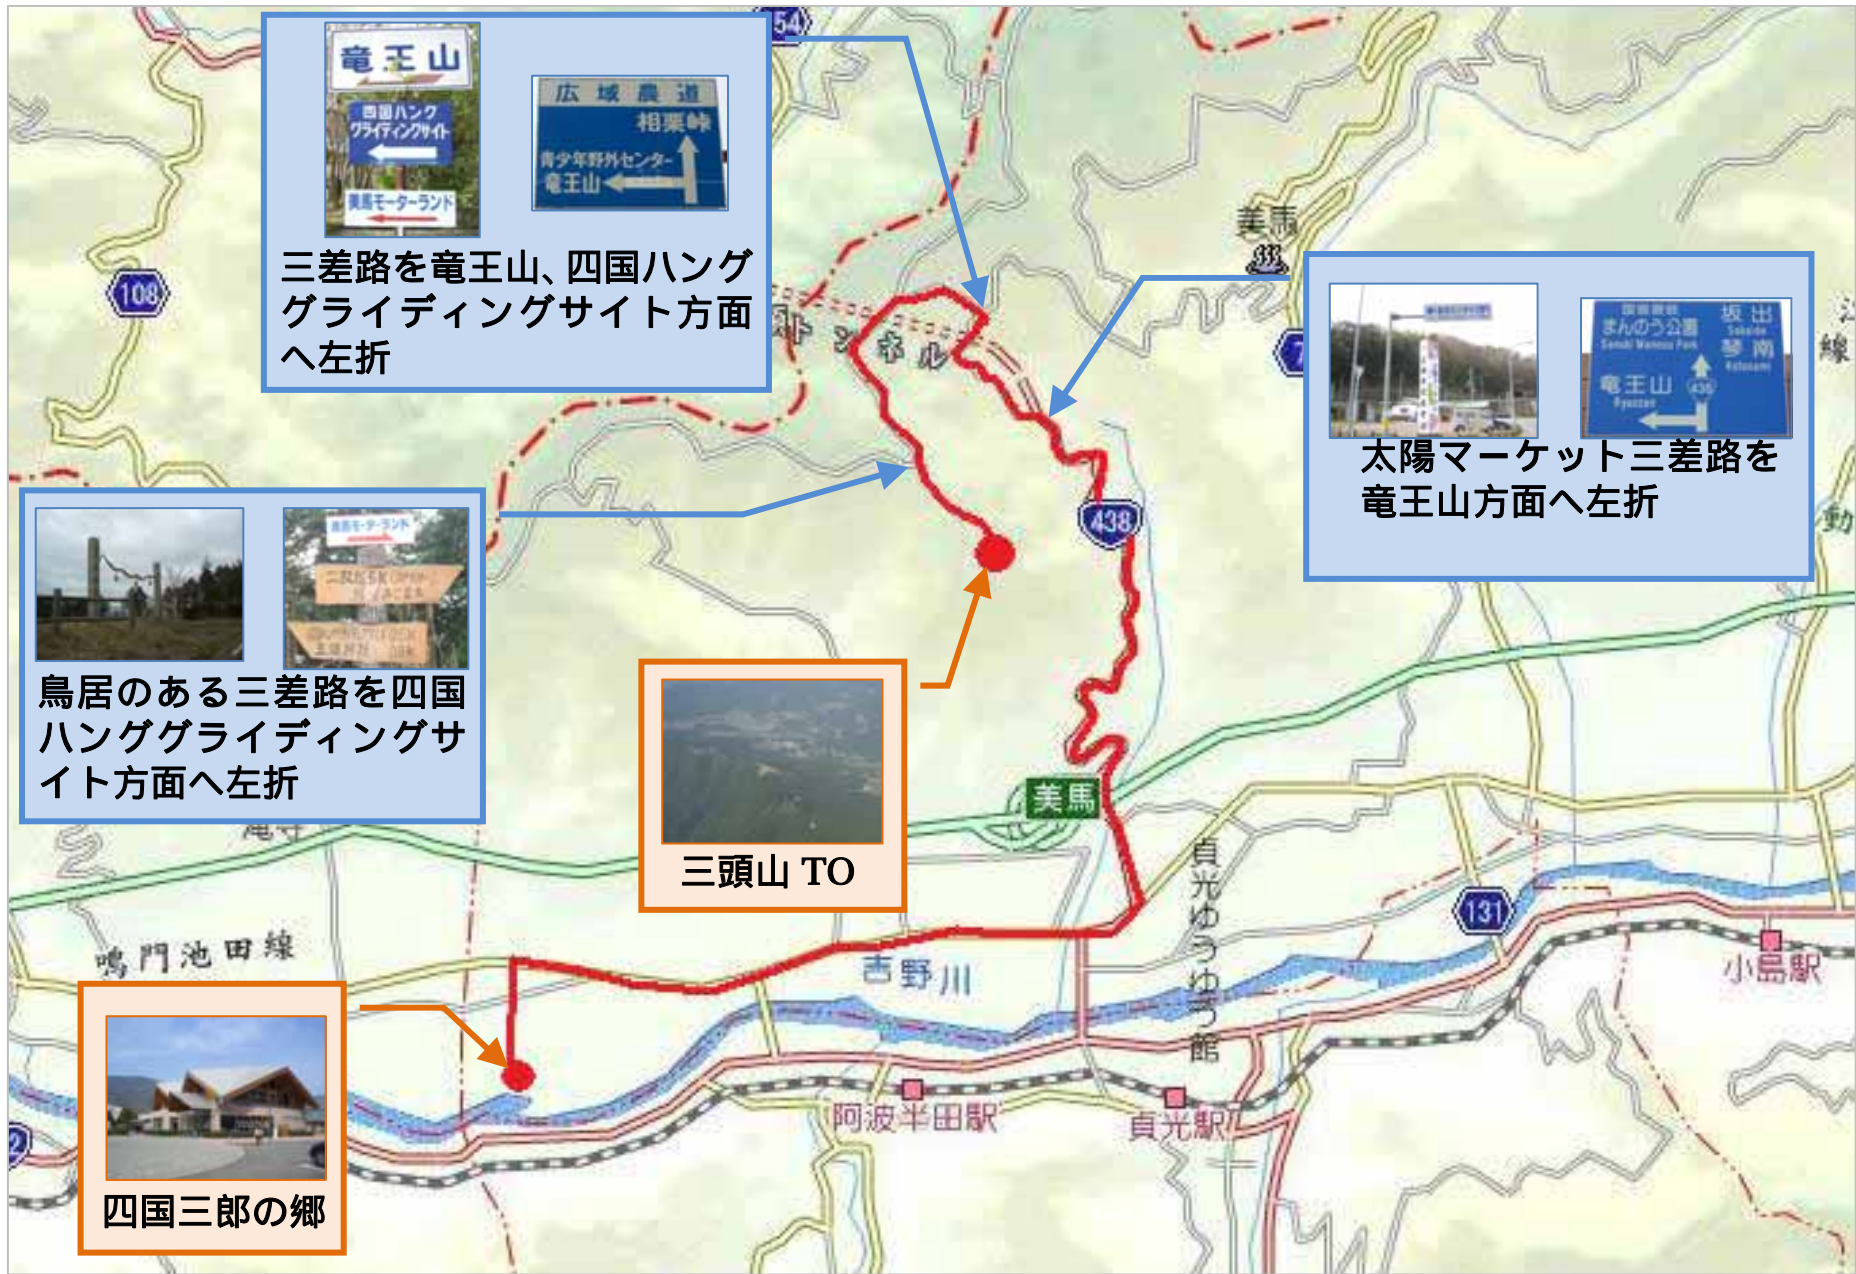 竜王山
四国ハング
グライディングサイト
美馬モーターランド
広域農道
相栗峠
青少年野外センター
竜王山
三差路を竜王山、四国ハング
グライディングサイト方面
へ左折
54
108
トンネル
美馬
まんのう公園
坂出
琴南
竜王山
438
太陽マーケット三差路を
竜王山方面へ左折
線
動
438
美馬モーターランド
鳥居のある三差路を四国
ハンググライディングサ
イト方面へ左折
三頭山 TO
美馬
滝寺
鳴門池田線
吉野川
貞光ゆうゆう館
131
小島駅
阿波半田駅
貞光駅
2
四国三郎の郷